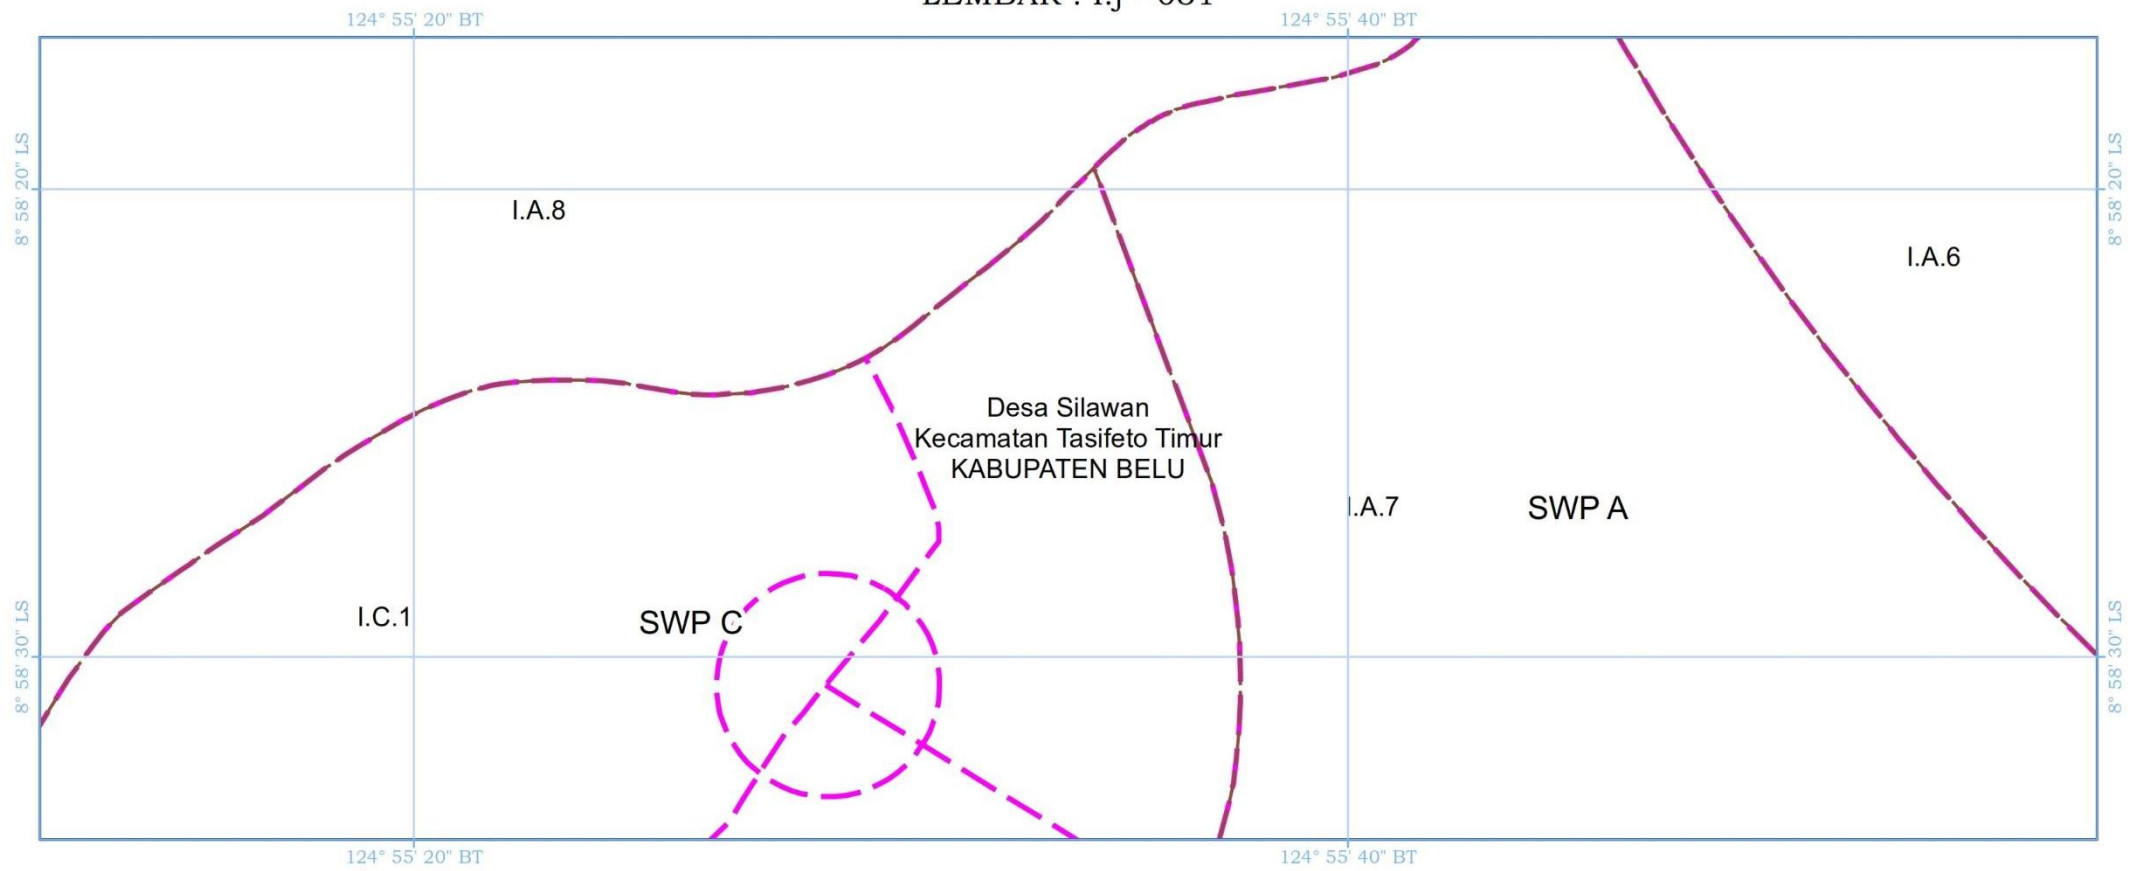 124° 55' 20" BT
124° 55' 40" BT
8° 58' 20" LS
8° 58' 20" LS
I.A.8
I.A.6
Desa Silawan
Kecamatan Tasifeto Timur
KABUPATEN BELU
I.A.7
SWP A
I.C.1
SWP C
8° 58' 30" LS
8° 58' 30" LS
124° 55' 20" BT
124° 55' 40" BT